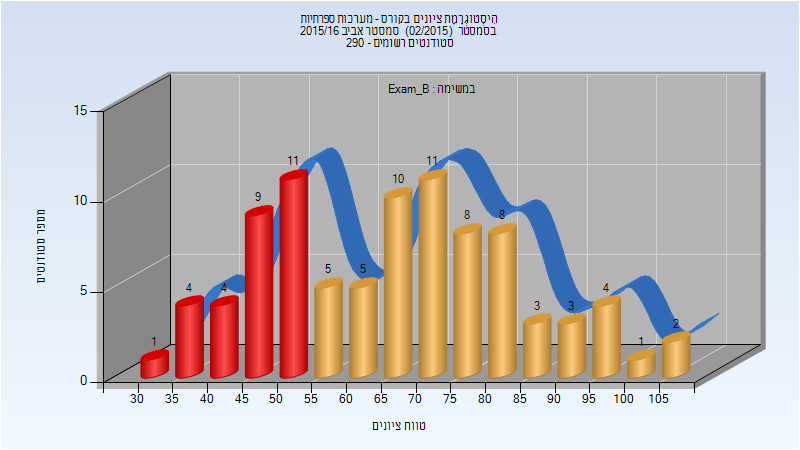 היסטוגרמת ציונים בקורס - מערכות ספרתיות
בסמסטר (02/2015) סמסטר אביב 2015/16
סטודנטים רשומים - 290
במשימה : Exam_B
מספר סטודנטים
15
10
5
0
1
4
4
9
11
5
5
10
11
8
8
3
3
4
1
2
30 35 40 45 50 55 60 65 70 75 80 85 90 95 100 105
טווח ציונים